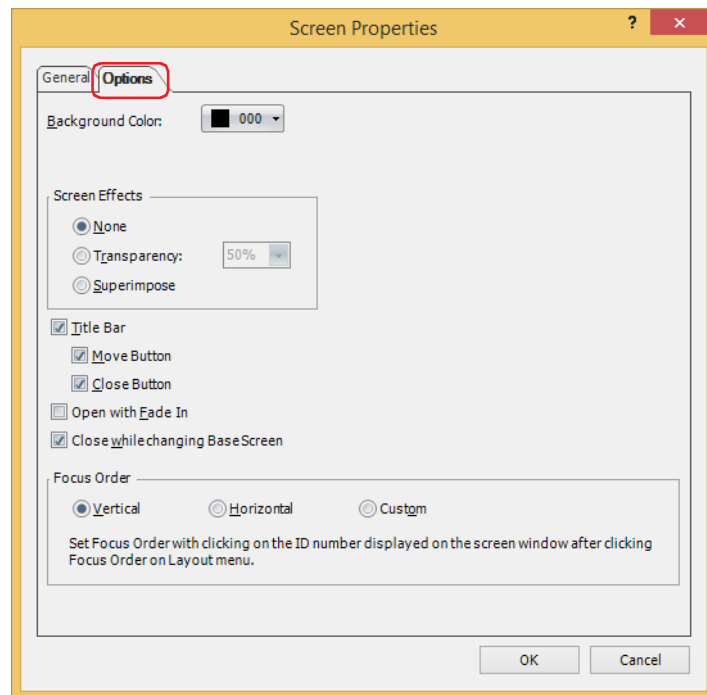 Screen Properties
?
General
Options
Background Color: 000
Screen Effects
None
Transparency: 50%
Superimpose
Title Bar
Move Button
Close Button
Open with Fade In
Close while changing Base Screen
Focus Order
Vertical Horizontal Custom
Set Focus Order with clicking on the ID number displayed on the screen window after clicking
Focus Order on Layout menu.
OK Cancel